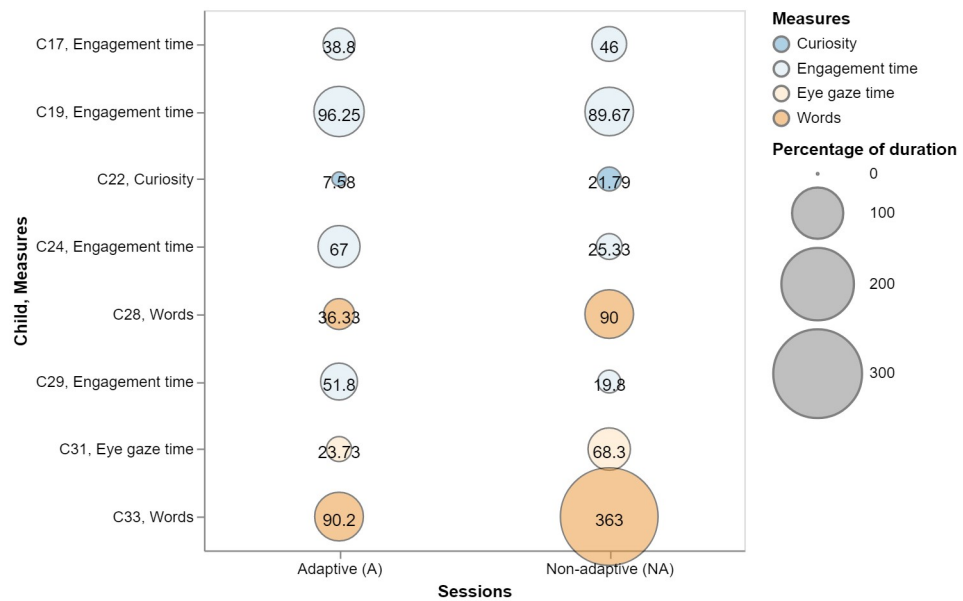 C17, Engagement time 38.8 46
C19, Engagement time 96.25 89.67
C22, Curiosity 7.58 21.79
C24, Engagement time 67 25.33
C28, Words 36.33 90
C29, Engagement time 51.8 19.8
C31, Eye gaze time 23.73 68.3
C33, Words 90.2 363
Child, Measures
Adaptive (A) Non-adaptive (NA)
Sessions
Measures
Curiosity
Engagement time
Eye gaze time
Words
Percentage of duration
0
100
200
300